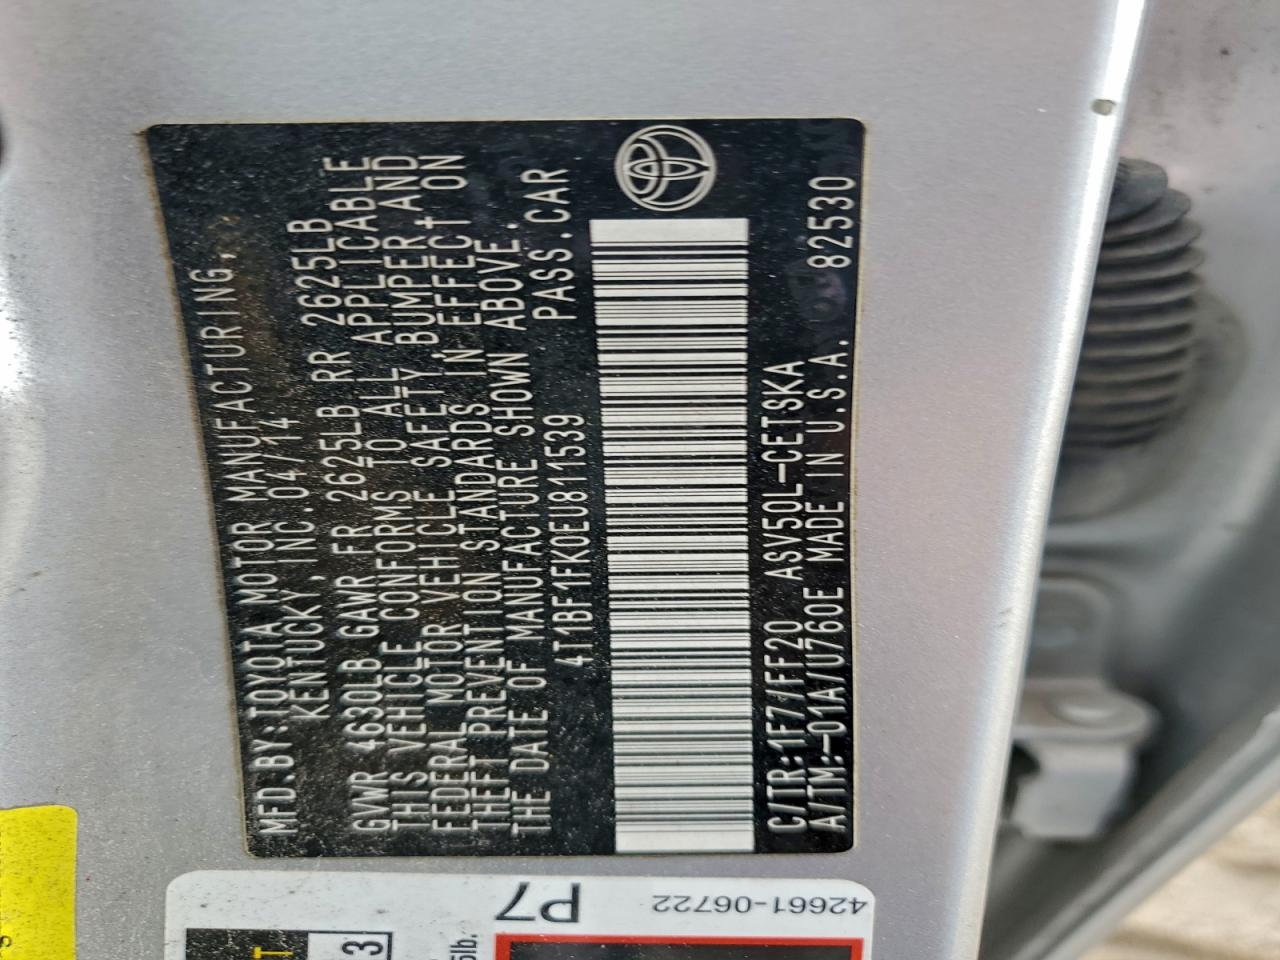 MFD.BY:TOYOTA MOTOR MANUFACTURING,
KENTUCKY, INC. 04/14
GVWR 4630LB GAWR FR 2625LB RR 2625LB
THIS VEHICLE CONFORMS TO ALL APPLICABLE
FEDERAL MOTOR VEHICLE SAFETY,BUMPER AND
THEFT PREVENTION STANDARDS IN EFFECT ON
THE DATE OF MANUFACTURE SHOWN ABOVE.
4T1BF1FK0EU811539 PASS.CAR
C/TR:1F7/FF20 ASV50L-CETSKA
A/TM:-01A/U760E MADE IN U.S.A. 82530
P7
42661-06722
T
3
5lb.